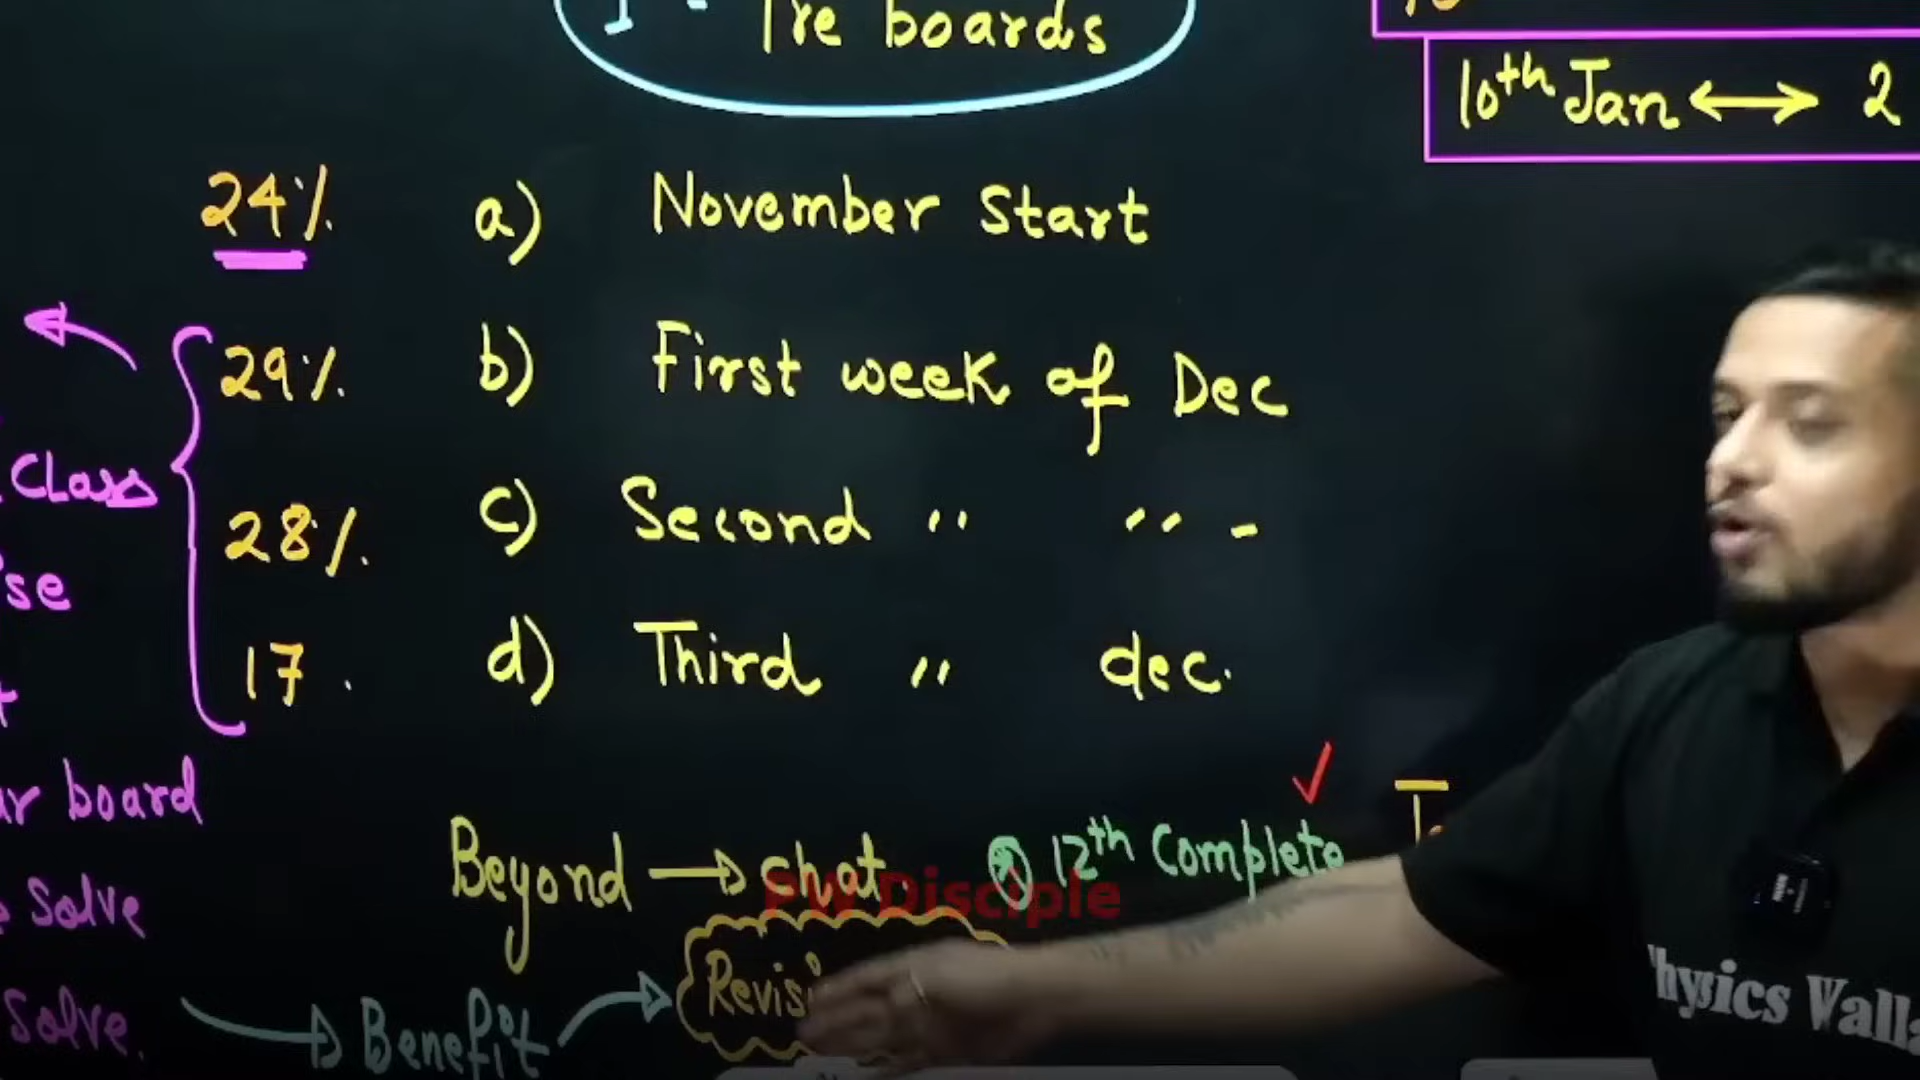 Pre boards
10th Jan ↔ 2
24%. a) November Start
29%. b) First week of Dec
Class
28%. c) Second " " -
se
17. d) Third " dec.
board
Beyond → Chat.
12th Complete
PW Disciple
Solve
Revisi
Solve. → Benefit →
Physics Walla